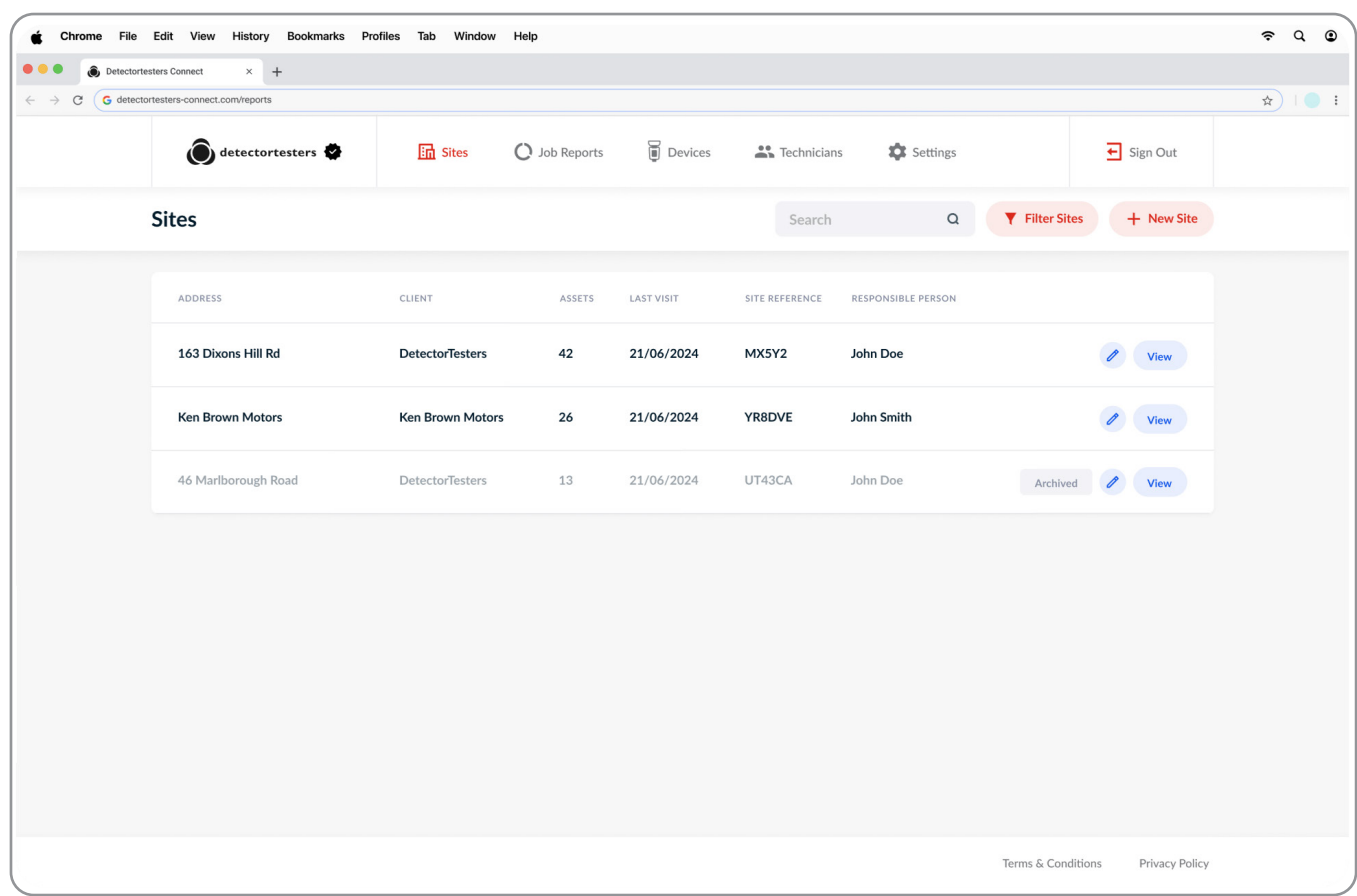 Chrome File Edit View History Bookmarks Profiles Tab Window Help
Detectortesters Connect
detectortesters-connect.com/reports
detectortesters Sites Job Reports Devices Technicians Settings Sign Out
Sites Search Filter Sites New Site
ADDRESS CLIENT ASSETS LAST VISIT SITE REFERENCE RESPONSIBLE PERSON
163 Dixons Hill Rd DetectorTesters 42 21/06/2024 MX5Y2 John Doe View
Ken Brown Motors Ken Brown Motors 26 21/06/2024 YR8DVE John Smith View
46 Marlborough Road DetectorTesters 13 21/06/2024 UT43CA John Doe Archived View
Terms & Conditions Privacy Policy